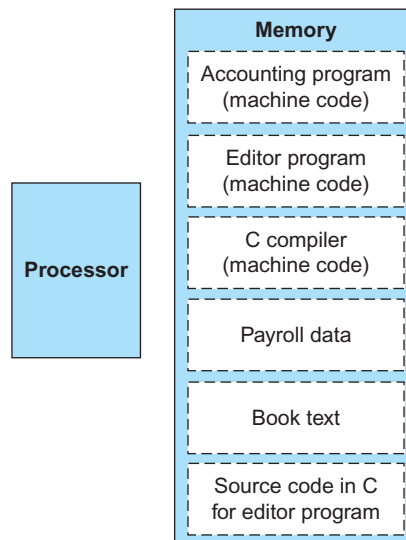 Memory
Accounting program
(machine code)
Editor program
(machine code)
C compiler
(machine code)
Processor
Payroll data
Book text
Source code in C
for editor program